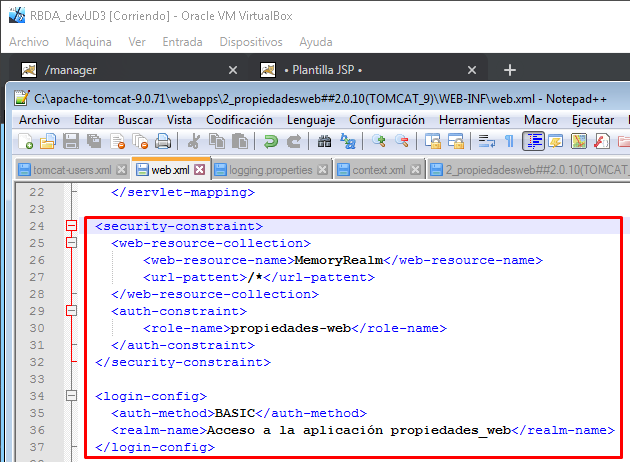 RBDA_devUD3 [Corriendo] - Oracle VM VirtualBox
Archivo Máquina Ver Entrada Dispositivos Ayuda
/manager • Plantilla JSP •
C:\apache-tomcat-9.0.71\webapps\2_propiedadesweb##2.0.10(TOMCAT_9)\WEB-INF\web.xml - Notepad++
Archivo Editar Buscar Vista Codificación Lenguaje Configuración Herramientas Macro Ejecutar
tomcat-users.xml web.xml logging.properties context.xml 2_propiedadesweb##2.0.10(TOMCAT_
22 </servlet-mapping>
23
24 <security-constraint>
25 <web-resource-collection>
26 <web-resource-name>MemoryRealm</web-resource-name>
27 <url-pattent>/*</url-pattent>
28 </web-resource-collection>
29 <auth-constraint>
30 <role-name>propiedades-web</role-name>
31 </auth-constraint>
32 </security-constraint>
33
34 <login-config>
35 <auth-method>BASIC</auth-method>
36 <realm-name>Acceso a la aplicación propiedades_web</realm-name>
37 </login-config>